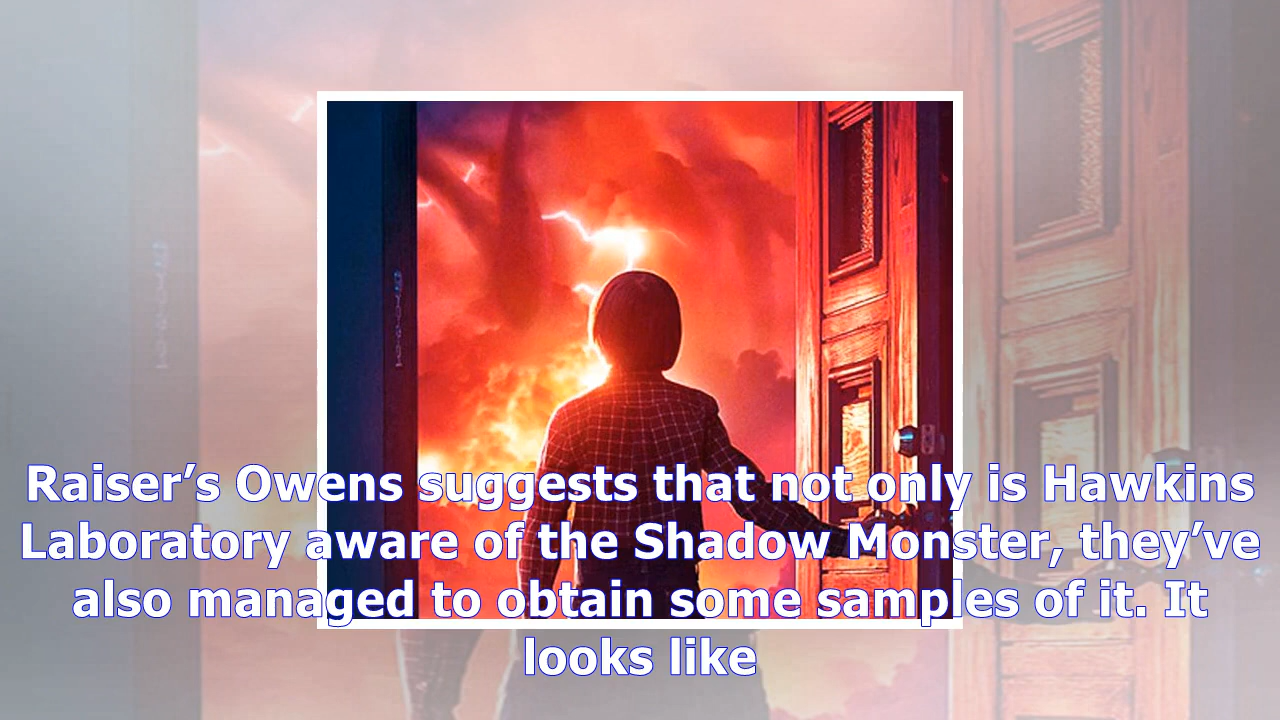 Raiser’s Owens suggests that not only is Hawkins
Laboratory aware of the Shadow Monster, they’ve
also managed to obtain some samples of it. It
looks like